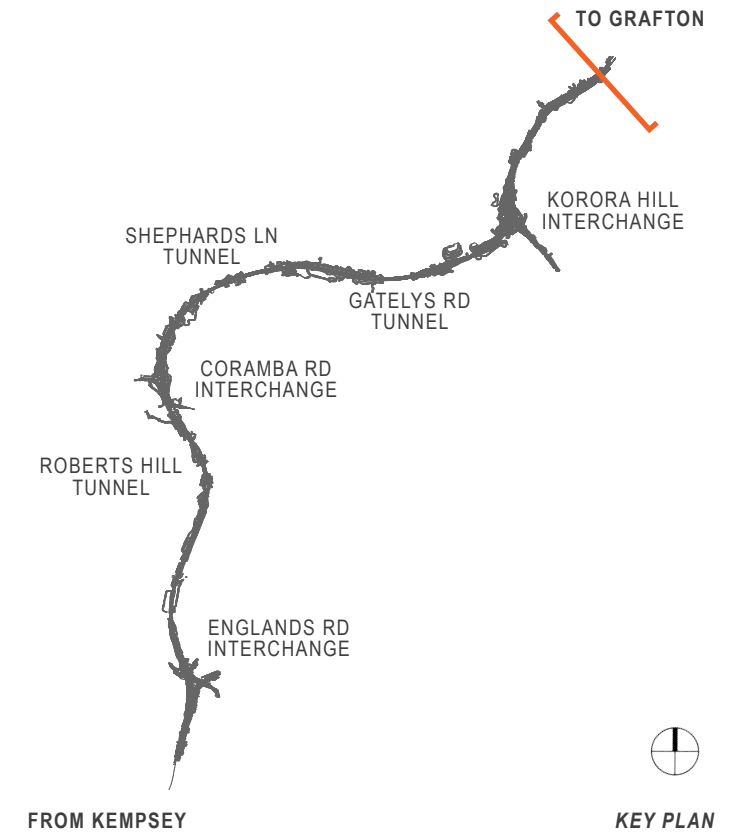 TO GRAFTON
KORORA HILL
INTERCHANGE
SHEPHARDS LN
TUNNEL
GATELYS RD
TUNNEL
CORAMBA RD
INTERCHANGE
ROBERTS HILL
TUNNEL
ENGLANDS RD
INTERCHANGE
FROM KEMPSEY
KEY PLAN